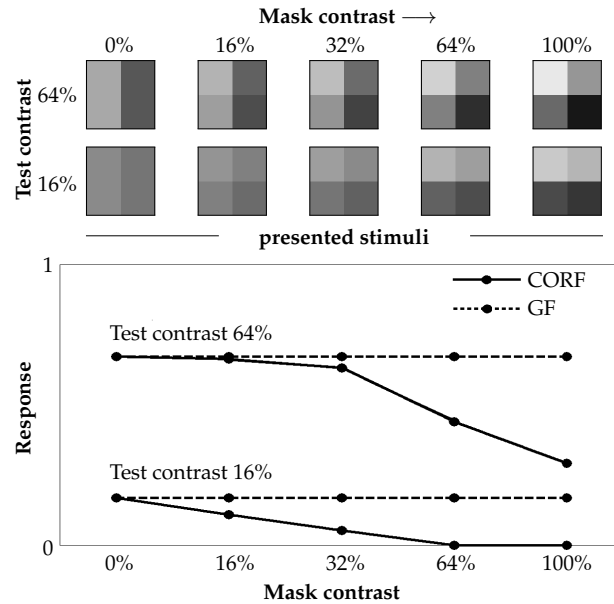 Mask contrast →
0% 16% 32% 64% 100%
Test contrast
64%
16%
presented stimuli
1
CORF
GF
Test contrast 64%
Response
Test contrast 16%
0
0% 16% 32% 64% 100%
Mask contrast